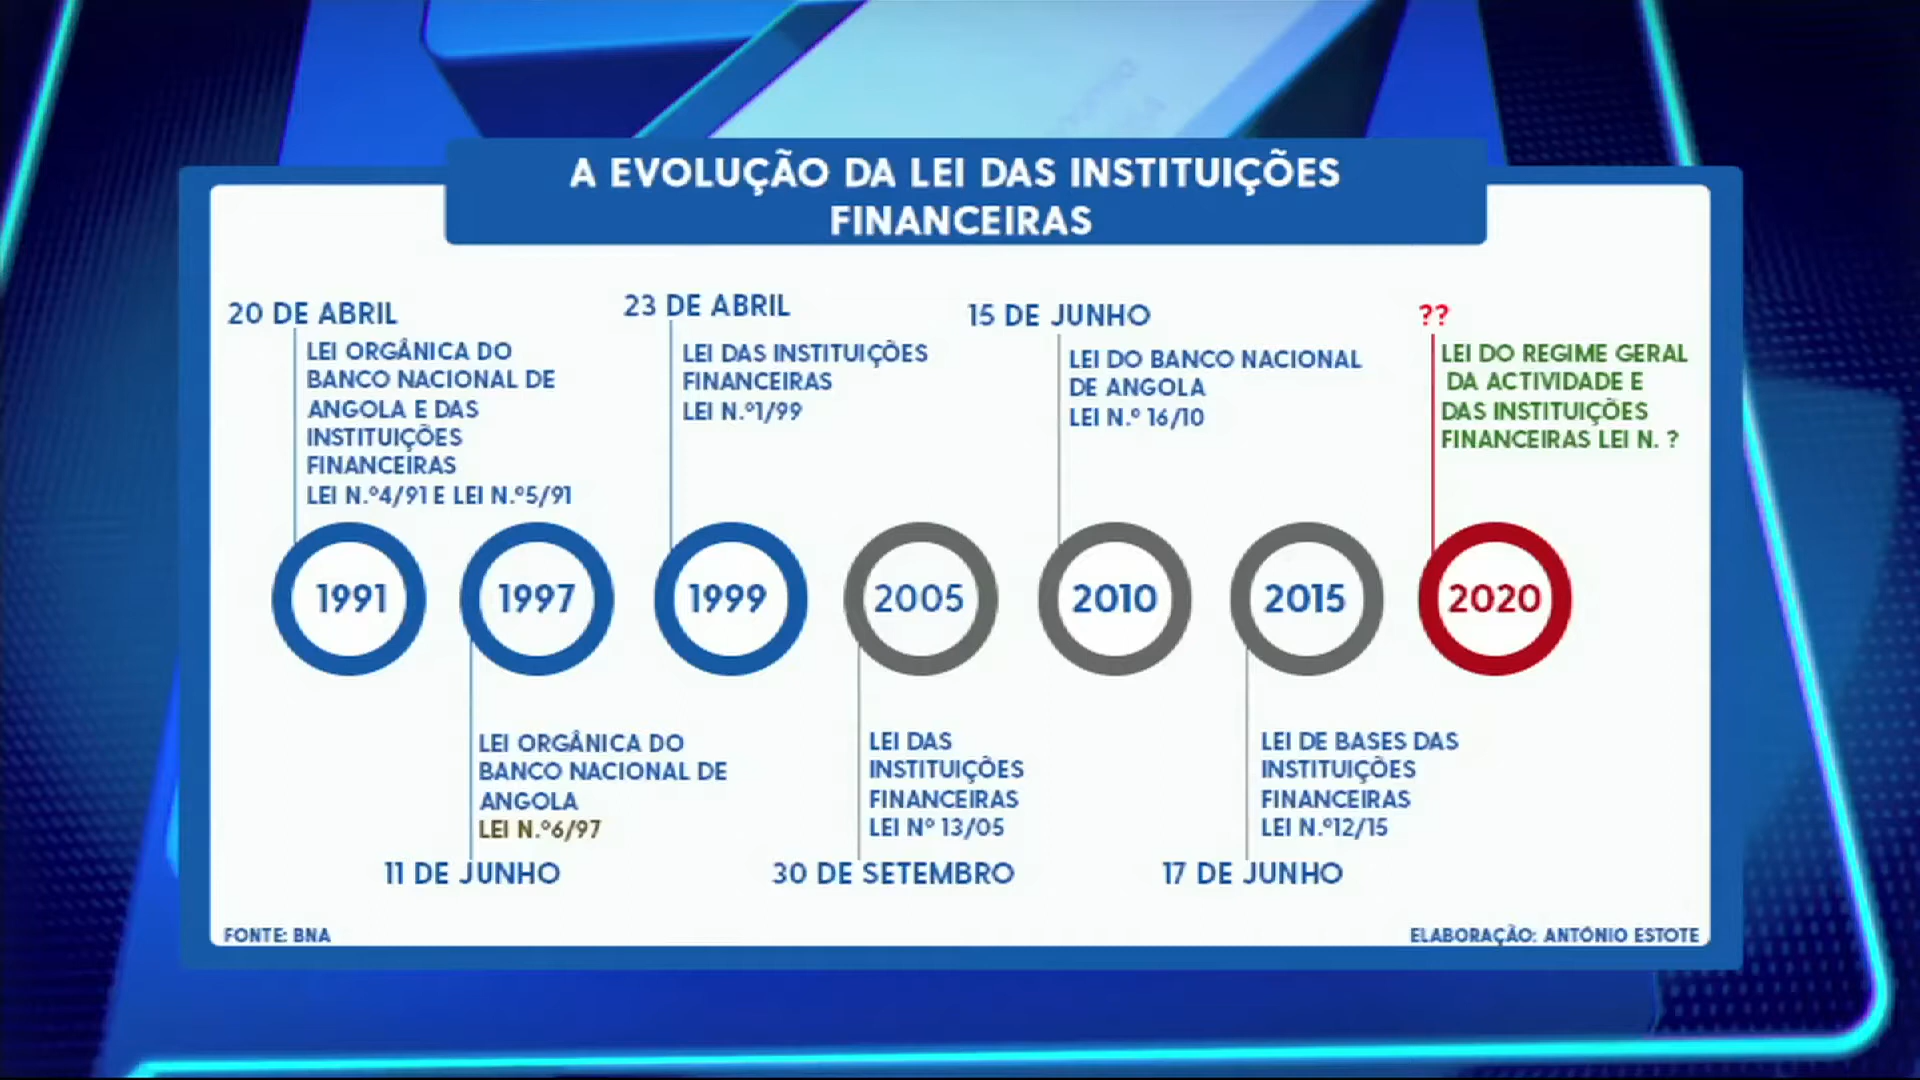 A EVOLUÇÃO DA LEI DAS INSTITUIÇÕES
FINANCEIRAS
20 DE ABRIL
LEI ORGÂNICA DO
BANCO NACIONAL DE
ANGOLA E DAS
INSTITUIÇÕES
FINANCEIRAS
LEI N.º4/91 E LEI N.º5/91
23 DE ABRIL
LEI DAS INSTITUIÇÕES
FINANCEIRAS
LEI N.º1/99
15 DE JUNHO
LEI DO BANCO NACIONAL
DE ANGOLA
LEI N.º 16/10
??
LEI DO REGIME GERAL
DA ACTIVIDADE E
DAS INSTITUIÇÕES
FINANCEIRAS LEI N. ?
1991
1997
1999
2005
2010
2015
2020
LEI ORGÂNICA DO
BANCO NACIONAL DE
ANGOLA
LEI N.º6/97
11 DE JUNHO
LEI DAS
INSTITUIÇÕES
FINANCEIRAS
LEI Nº 13/05
30 DE SETEMBRO
LEI DE BASES DAS
INSTITUIÇÕES
FINANCEIRAS
LEI N.º12/15
17 DE JUNHO
FONTE: BNA
ELABORAÇÃO: ANTÓNIO ESTOTE